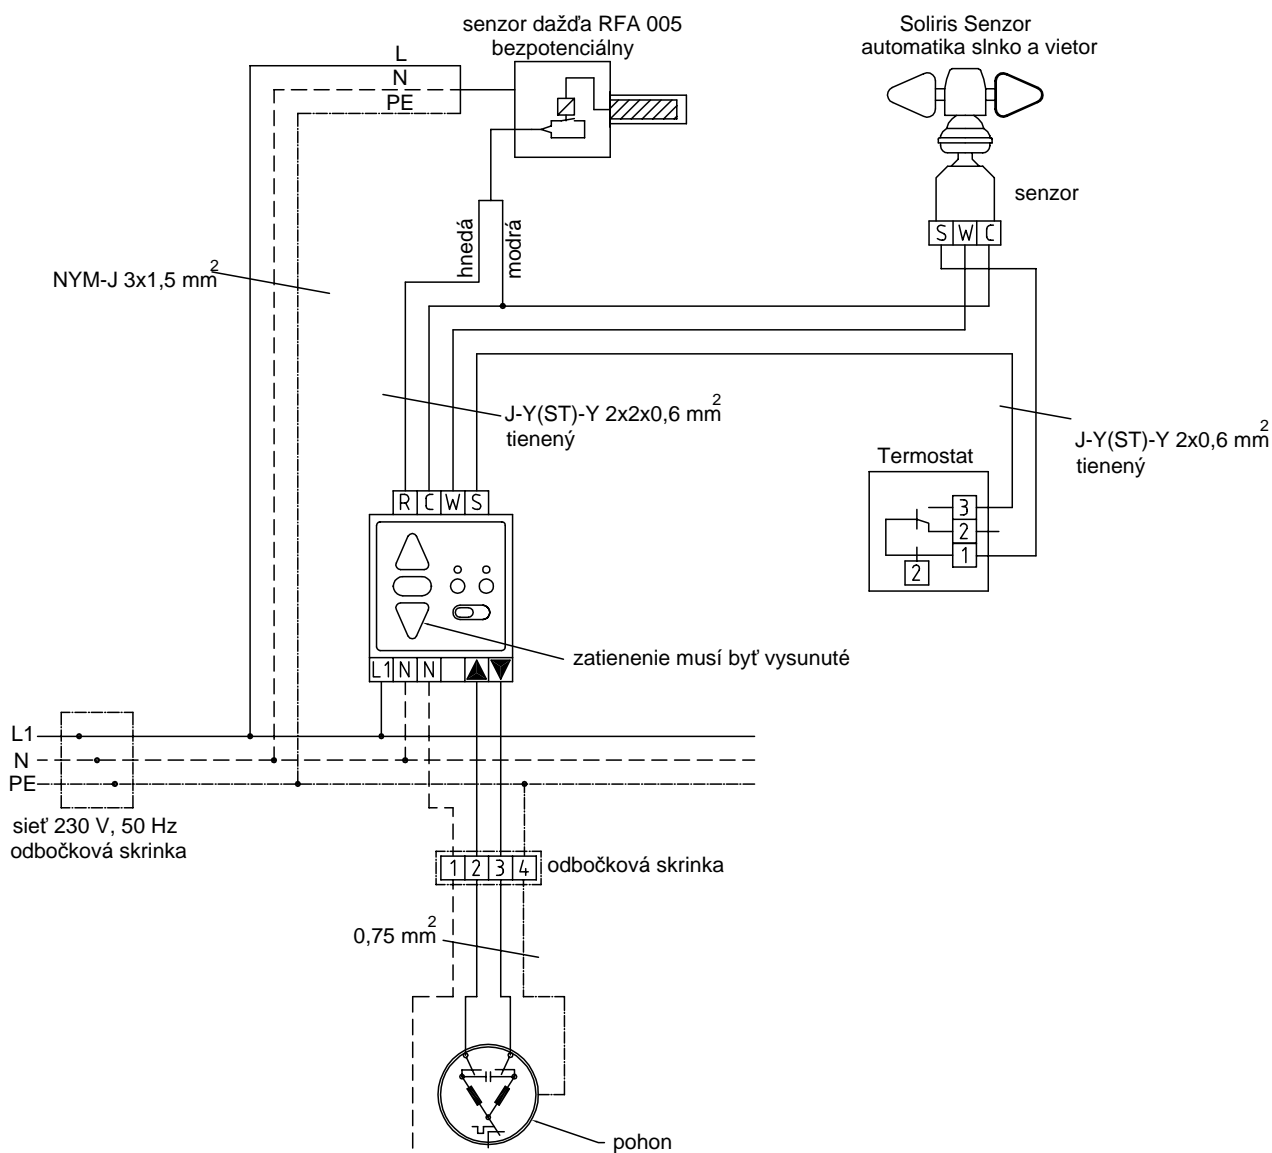 senzor dažďa RFA 005
bezpotenciálny
Soliris Senzor
automatika slnko a vietor
L
N
PE
senzor
S W C
hnedá
modrá
NYM-J 3x1,5 mm2
J-Y(ST)-Y 2x2x0,6 mm2
tienený
J-Y(ST)-Y 2x0,6 mm2
tienený
Termostat
3
2
1
2
R C W S
zatienenie musí byť vysunuté
L1 N N
L1
N
PE
sieť 230 V, 50 Hz
odbočková skrinka
1 2 3 4
odbočková skrinka
0,75 mm2
pohon